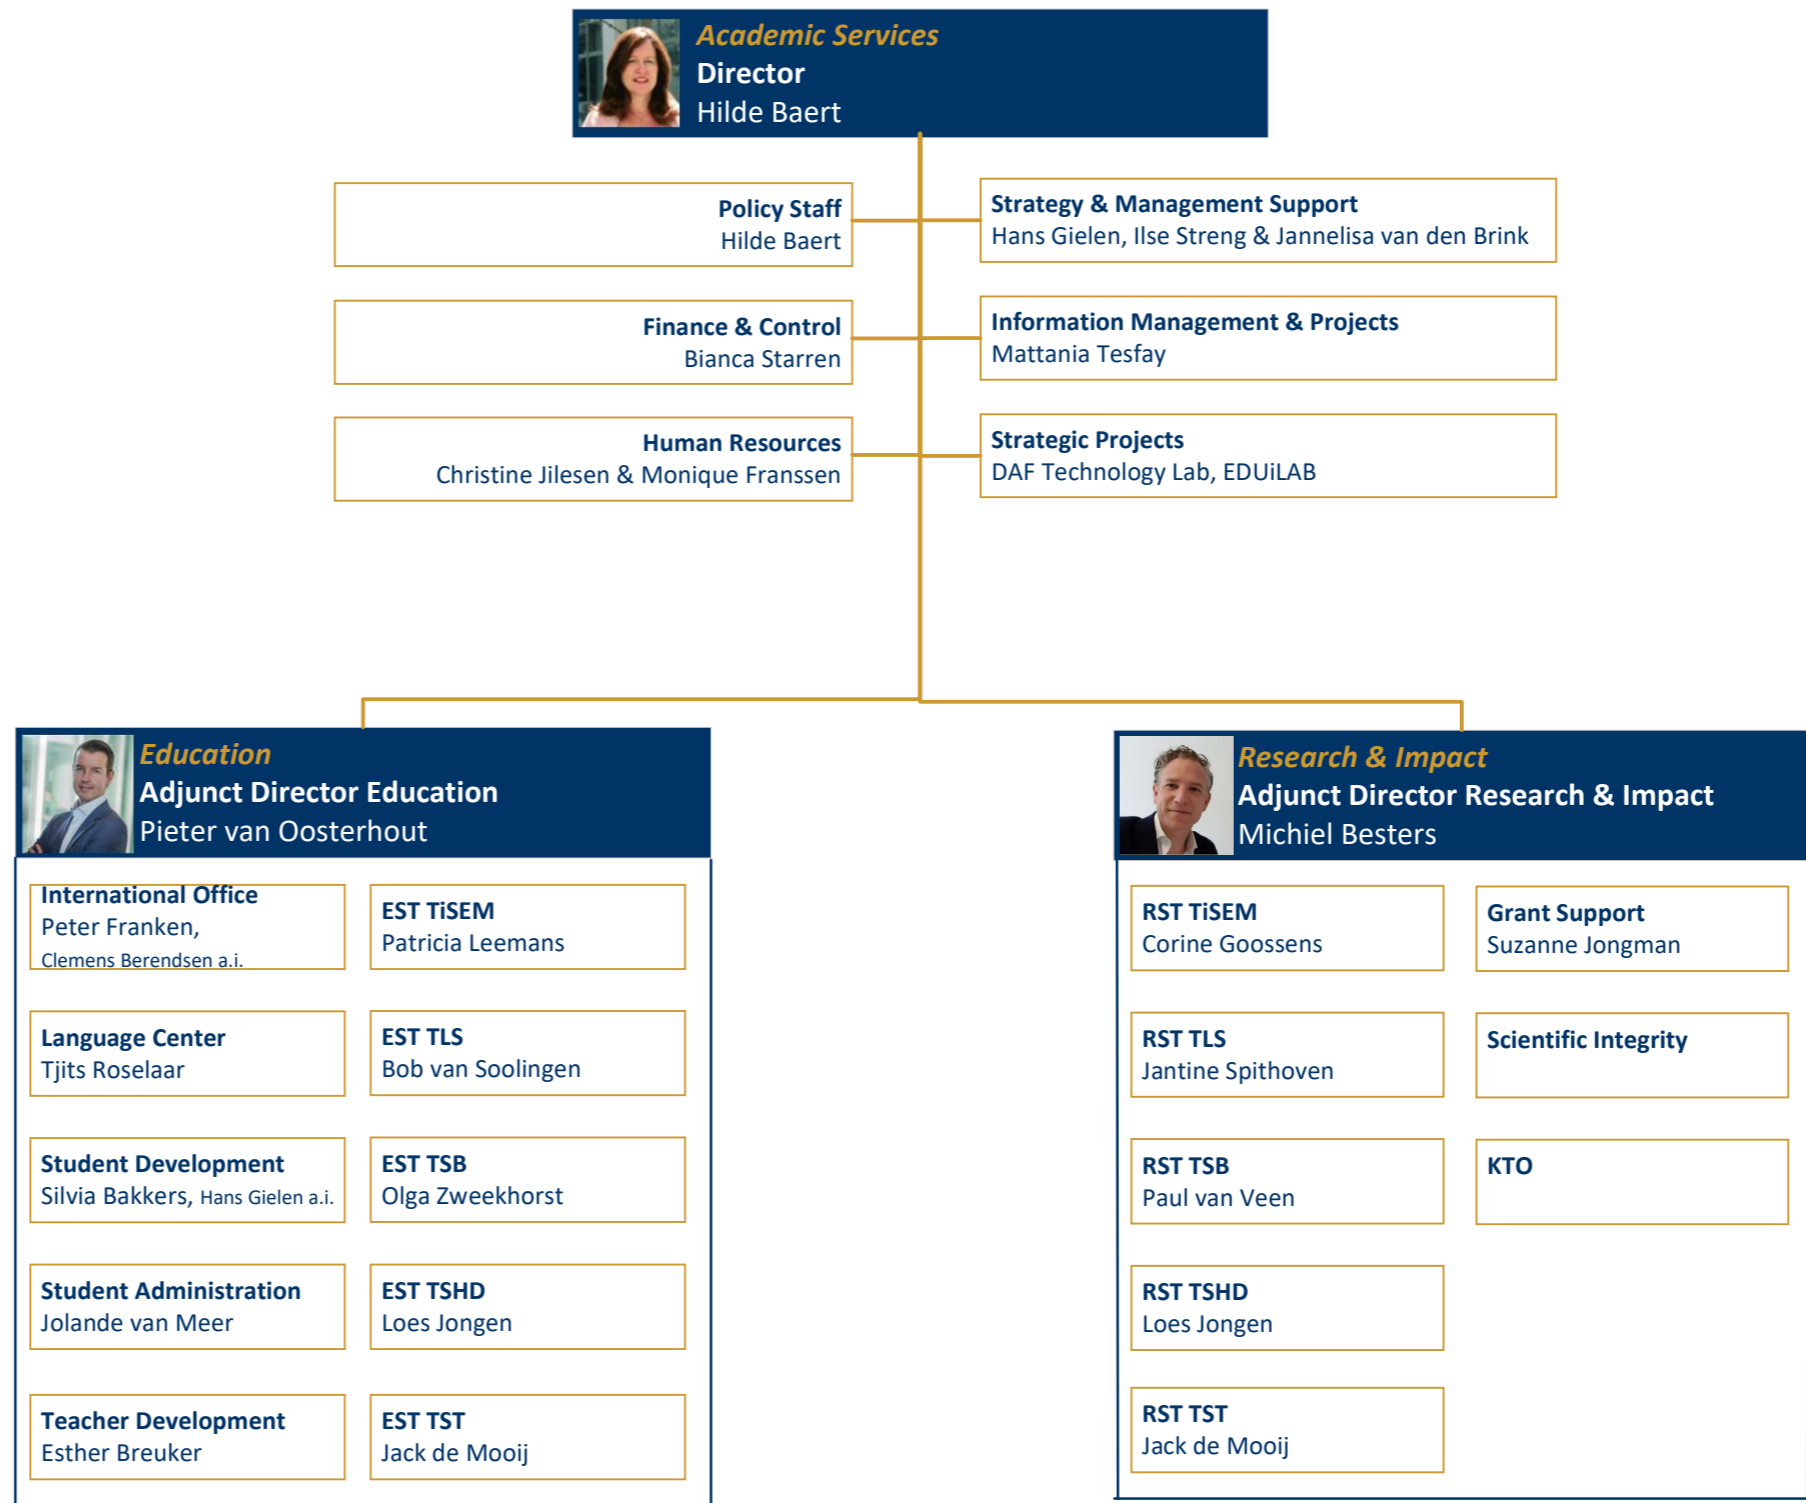 Academic Services
Director
Hilde Baert
Policy Staff
Hilde Baert
Strategy & Management Support
Hans Gielen, Ilse Streng & Jannelisa van den Brink
Finance & Control
Bianca Starren
Information Management & Projects
Mattania Tesfay
Human Resources
Christine Jilesen & Monique Franssen
Strategic Projects
DAF Technology Lab, EDUiLAB
Education
Adjunct Director Education
Pieter van Oosterhout
International Office
Peter Franken,
Clemens Berendsen a.i.
EST TiSEM
Patricia Leemans
Language Center
Tjits Roselaar
EST TLS
Bob van Soolingen
Student Development
Silvia Bakkers, Hans Gielen a.i.
EST TSB
Olga Zweekhorst
Student Administration
Jolande van Meer
EST TSHD
Loes Jongen
Teacher Development
Esther Breuker
EST TST
Jack de Mooij
Research & Impact
Adjunct Director Research & Impact
Michiel Besters
RST TiSEM
Corine Goossens
Grant Support
Suzanne Jongman
RST TLS
Jantine Spithoven
Scientific Integrity
RST TSB
Paul van Veen
KTO
RST TSHD
Loes Jongen
RST TST
Jack de Mooij